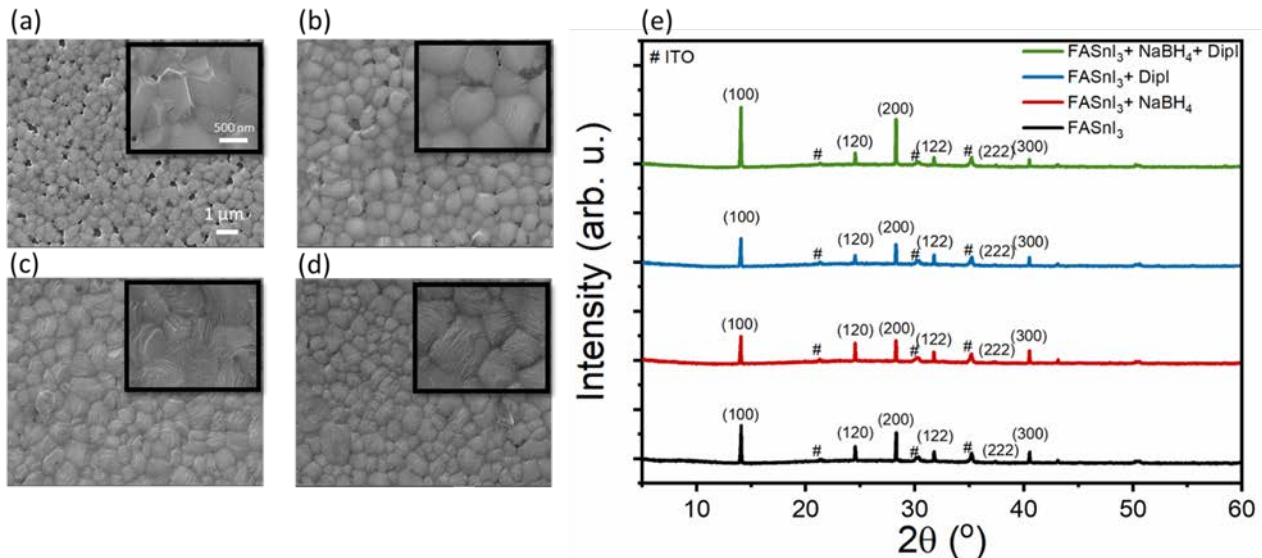 (a)
500 nm
1 μm
(b)
(c)
(d)
(e)
# ITO
FASnI₃+ NaBH₄+ DipI
FASnI₃+ DipI
FASnI₃+ NaBH₄
FASnI₃
(100)
#
(120)
(200)
#
(122)
#
(222)
(300)
(100)
#
(120)
(200)
#
(122)
#
(222)
(300)
(100)
#
(120)
(200)
#
(122)
#
(222)
(300)
(100)
#
(120)
(200)
#
(122)
#
(222)
(300)
Intensity (arb. u.)
10 20 30 40 50 60
2θ (°)